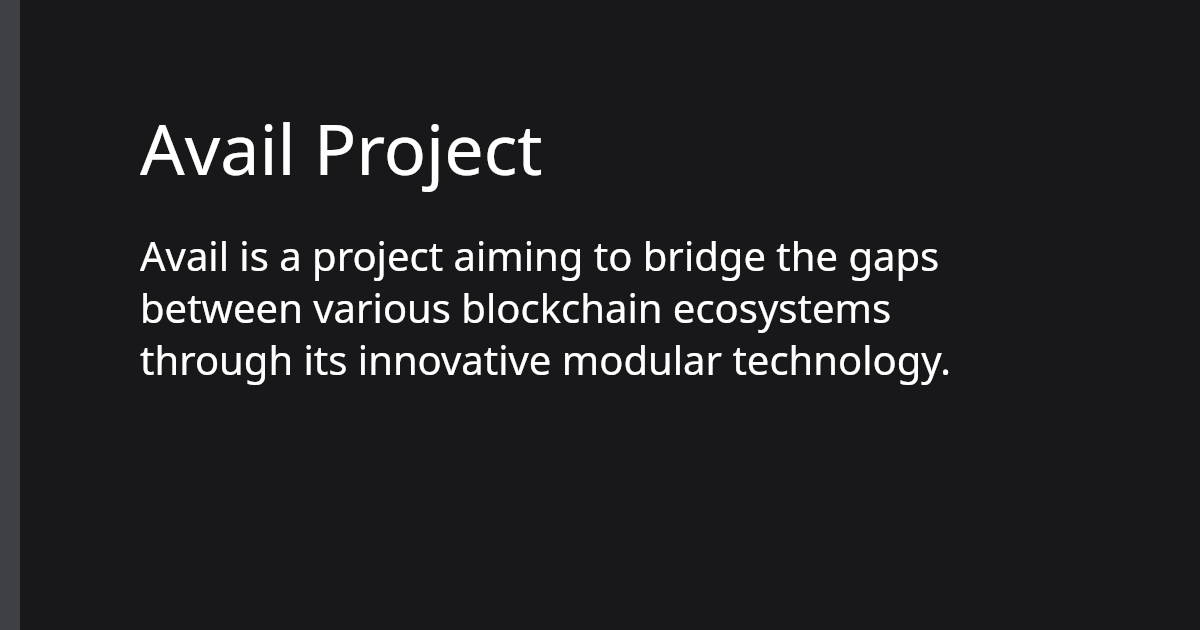 Avail Project
Avail is a project aiming to bridge the gaps
between various blockchain ecosystems
through its innovative modular technology.